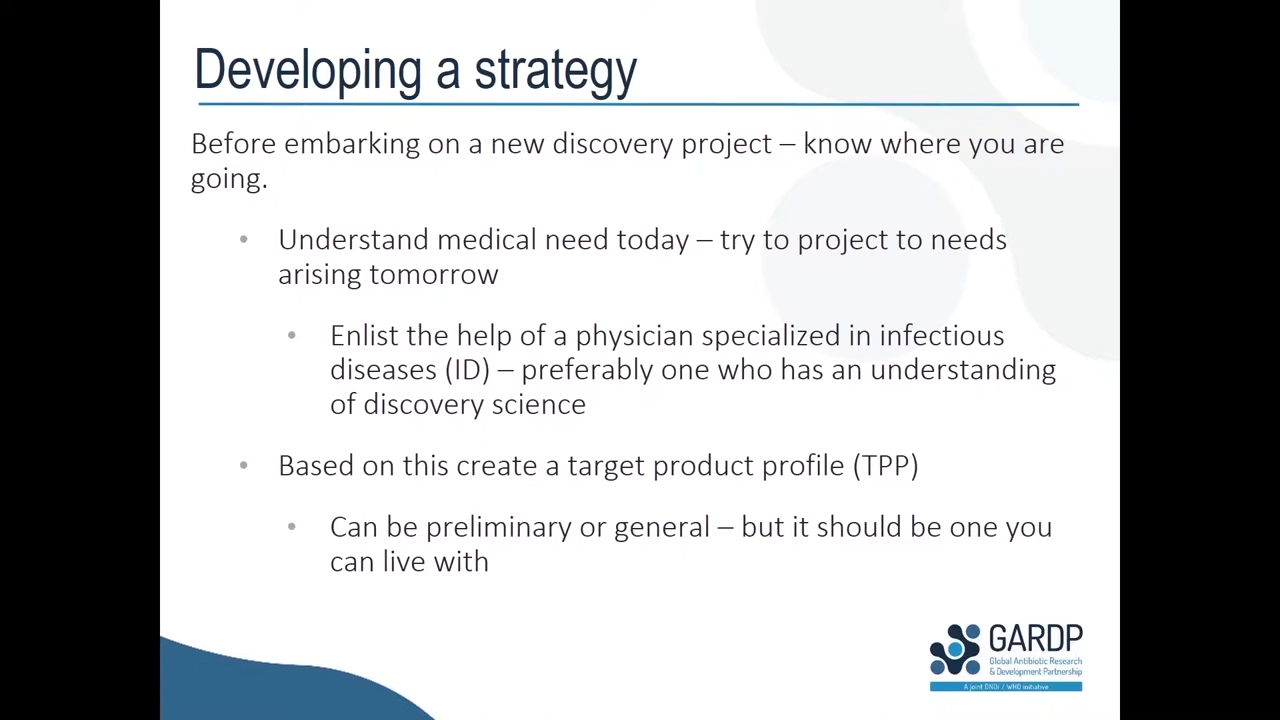 Developing a strategy
Before embarking on a new discovery project – know where you are
going.
• Understand medical need today – try to project to needs
arising tomorrow
• Enlist the help of a physician specialized in infectious
diseases (ID) – preferably one who has an understanding
of discovery science
• Based on this create a target product profile (TPP)
• Can be preliminary or general – but it should be one you
can live with
GARDP
Global Antibiotic Research
& Development Partnership
A joint DNDi / WHO initiative